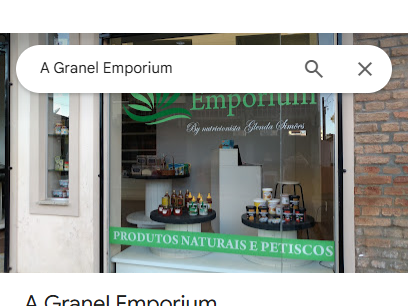 A Granel Emporium
Emporium
By nutricionista Glenda Simões
PRODUTOS NATURAIS E PETISCOS
A Granel Emporium